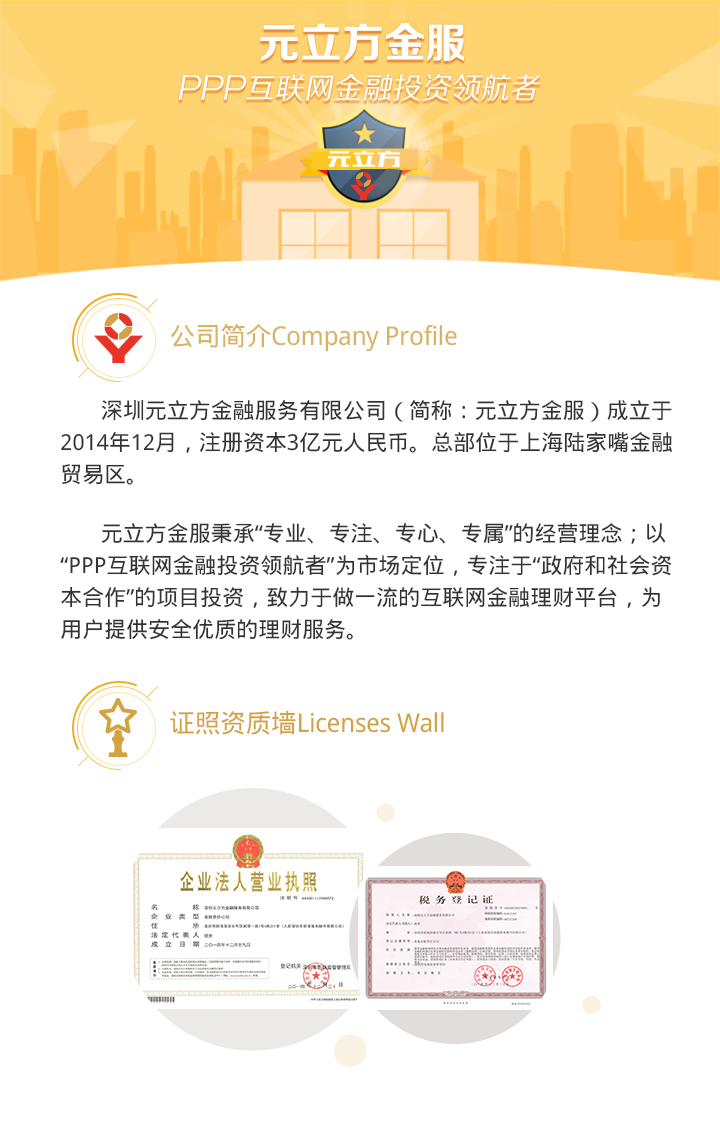 元立方金服
PPP互联网金融投资领航者
元立方
公司简介Company Profile
深圳元立方金融服务有限公司（简称：元立方金服）成立于
2014年12月，注册资本3亿元人民币。总部位于上海陆家嘴金融
贸易区。
元立方金服秉承“专业、专注、专心、专属”的经营理念；以
“PPP互联网金融投资领航者”为市场定位，专注于“政府和社会资
本合作”的项目投资，致力于做一流的互联网金融理财平台，为
用户提供安全优质的理财服务。
证照资质墙Licenses Wall
企业法人营业执照
名称 深圳元立方金融服务有限公司
企业类型 有限责任公司
住所
法定代表人
成立日期 二〇一四年十二月廿九日
登记机关
税务登记证